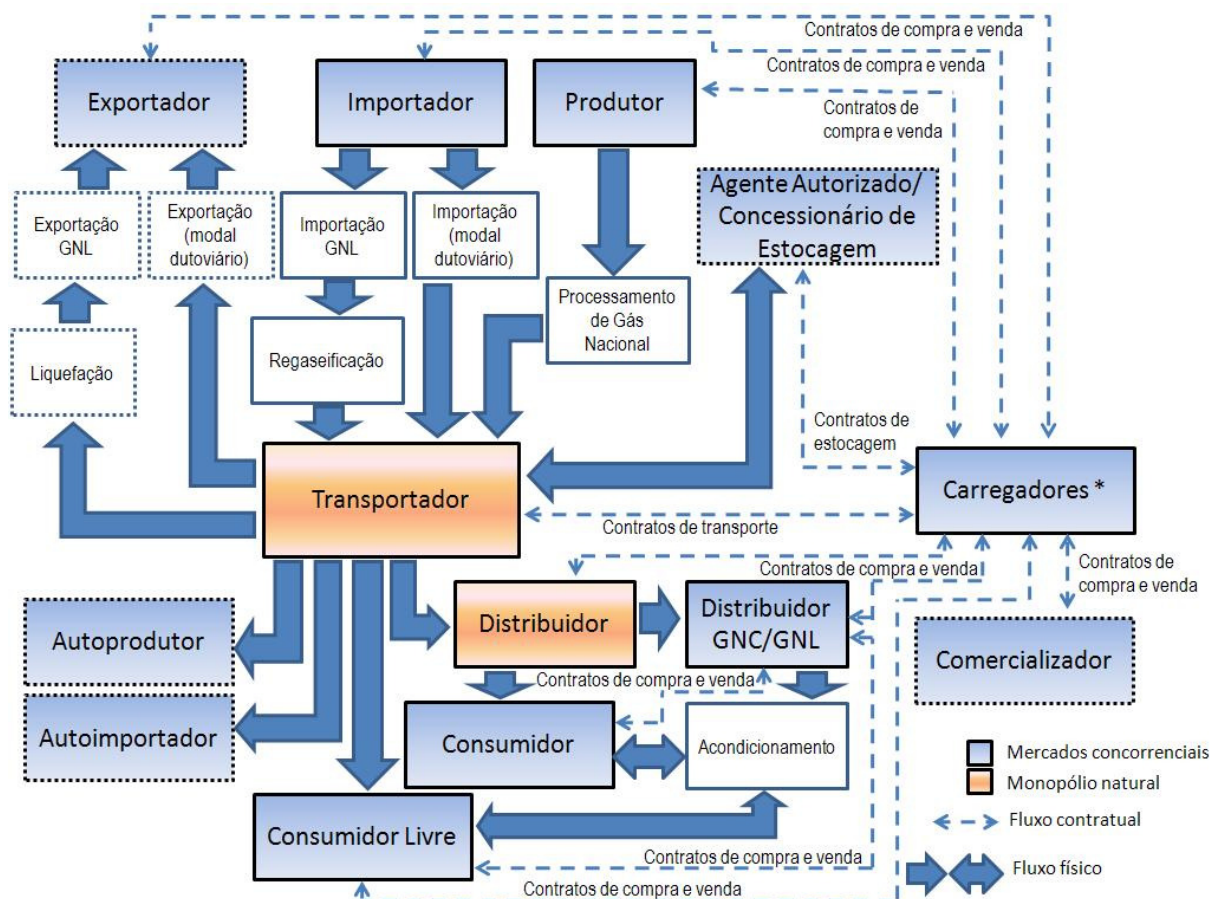 Contratos de compra e venda
Contratos de compra e venda
Exportador
Importador
Produtor
Contratos de
compra e venda
Agente Autorizado/
Concessionário de
Estocagem
Exportação
GNL
Exportação
(modal
dutoviário)
Importação
GNL
Importação
(modal
dutoviário)
Processamento
de Gás
Nacional
Liquefação
Regaseificação
Contratos de
estocagem
Transportador
Carregadores *
Contratos de transporte
Contratos de compra e venda
Contratos de
compra e venda
Autoprodutor
Distribuidor
Distribuidor
GNC/GNL
Comercializador
Contratos de compra e venda
Autoimportador
Consumidor
Acondicionamento
Mercados concorrenciais
Monopólio natural
Fluxo contratual
Fluxo físico
Consumidor Livre
Contratos de compra e venda
Contratos de compra e venda